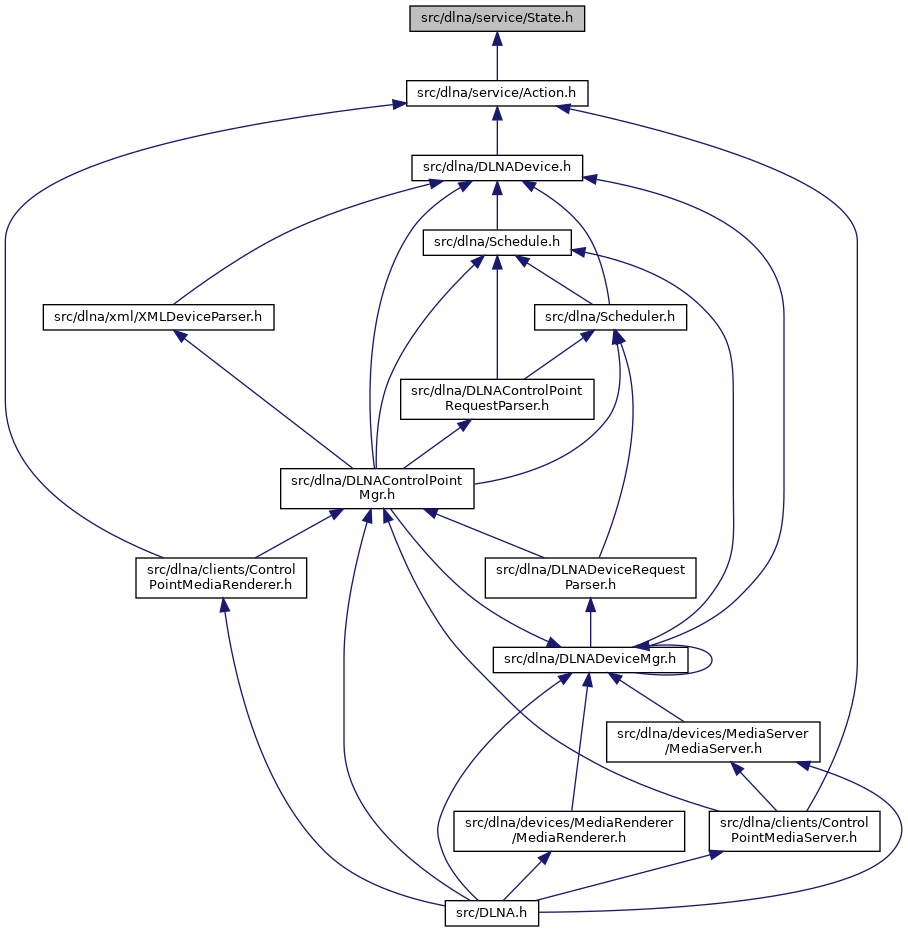 src/dlna/service/State.h
src/dlna/service/Action.h
src/dlna/DLNADevice.h
src/dlna/Schedule.h
src/dlna/xml/XMLDeviceParser.h
src/dlna/Scheduler.h
src/dlna/DLNAControlPoint
RequestParser.h
src/dlna/DLNAControlPoint
Mgr.h
src/dlna/clients/Control
PointMediaRenderer.h
src/dlna/DLNADeviceRequest
Parser.h
src/dlna/DLNADeviceMgr.h
src/dlna/devices/MediaServer
/MediaServer.h
src/dlna/devices/MediaRenderer
/MediaRenderer.h
src/dlna/clients/Control
PointMediaServer.h
src/DLNA.h